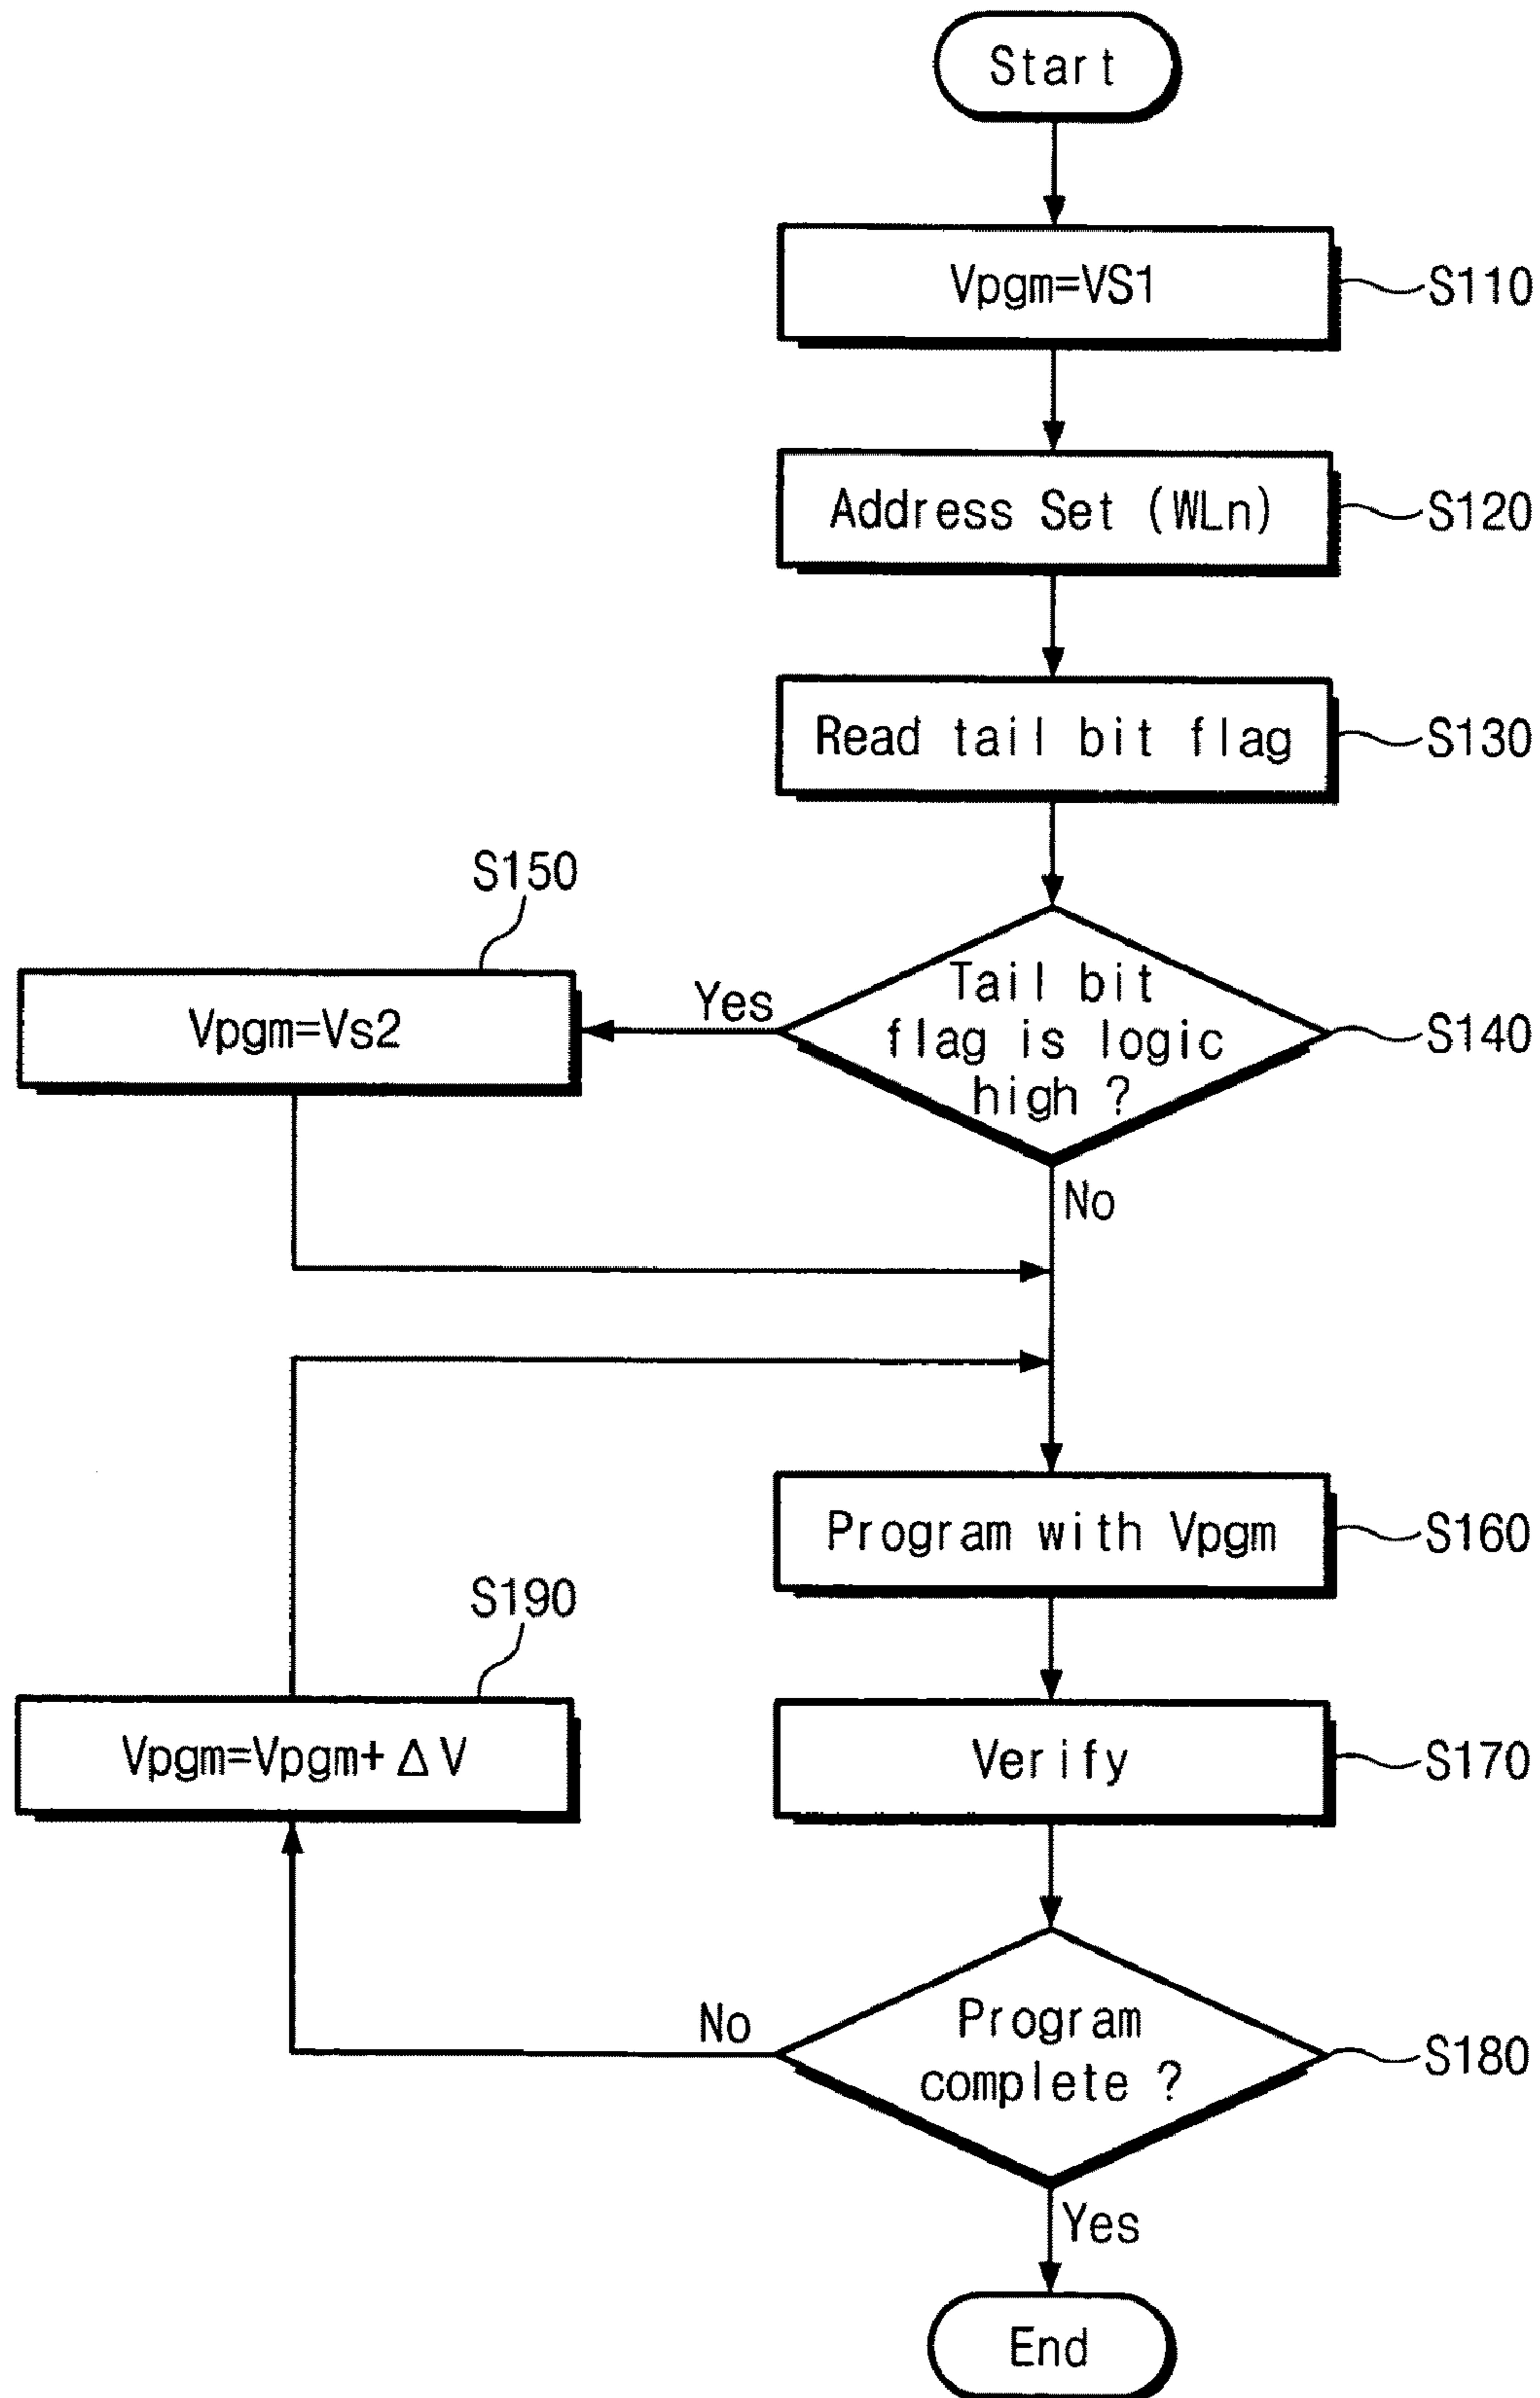 Start
Vpgm=VS1
S110
Address Set (WLn)
S120
Read tail bit flag
S130
S150
Vpgm=Vs2
Yes
Tail bit
flag is logic
high ?
S140
No
Program with Vpgm
S160
S190
Vpgm=Vpgm+ΔV
Verify
S170
No
Program
complete ?
S180
Yes
End